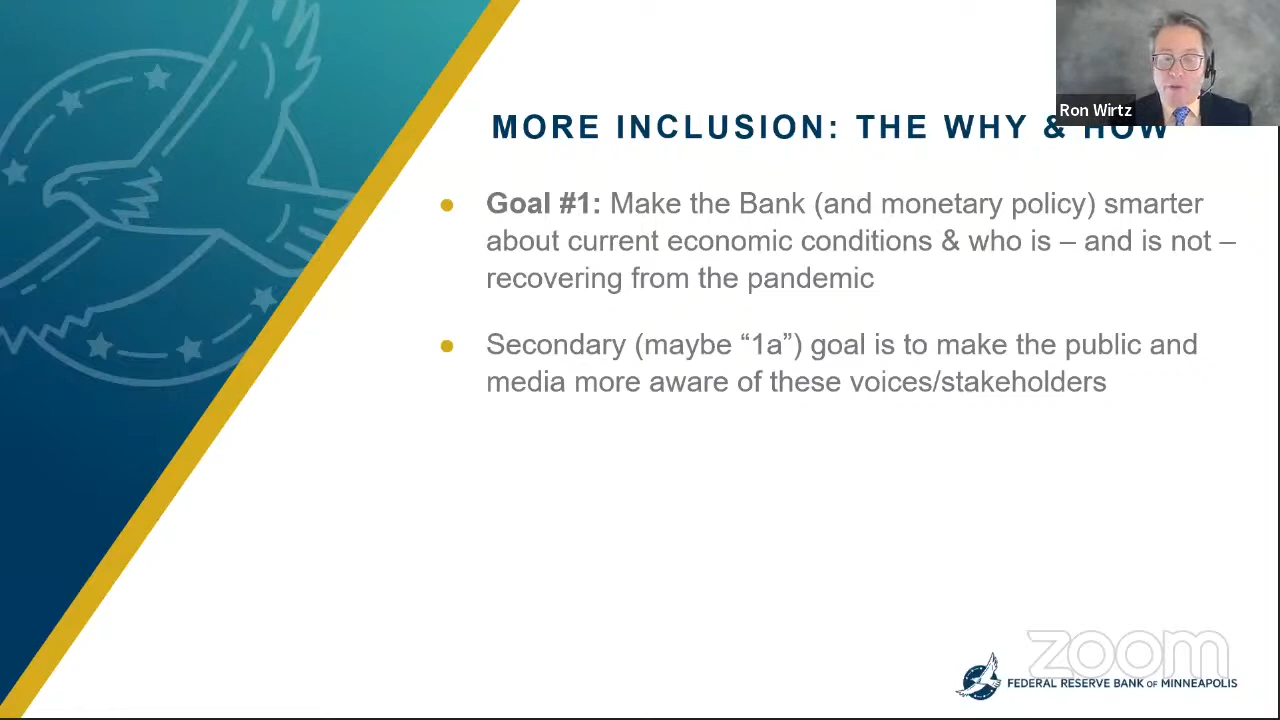 Ron Wirtz
MORE INCLUSION: THE WHY & HOW
Goal #1: Make the Bank (and monetary policy) smarter
about current economic conditions & who is – and is not –
recovering from the pandemic
Secondary (maybe “1a”) goal is to make the public and
media more aware of these voices/stakeholders
zoom
FEDERAL RESERVE BANK OF MINNEAPOLIS